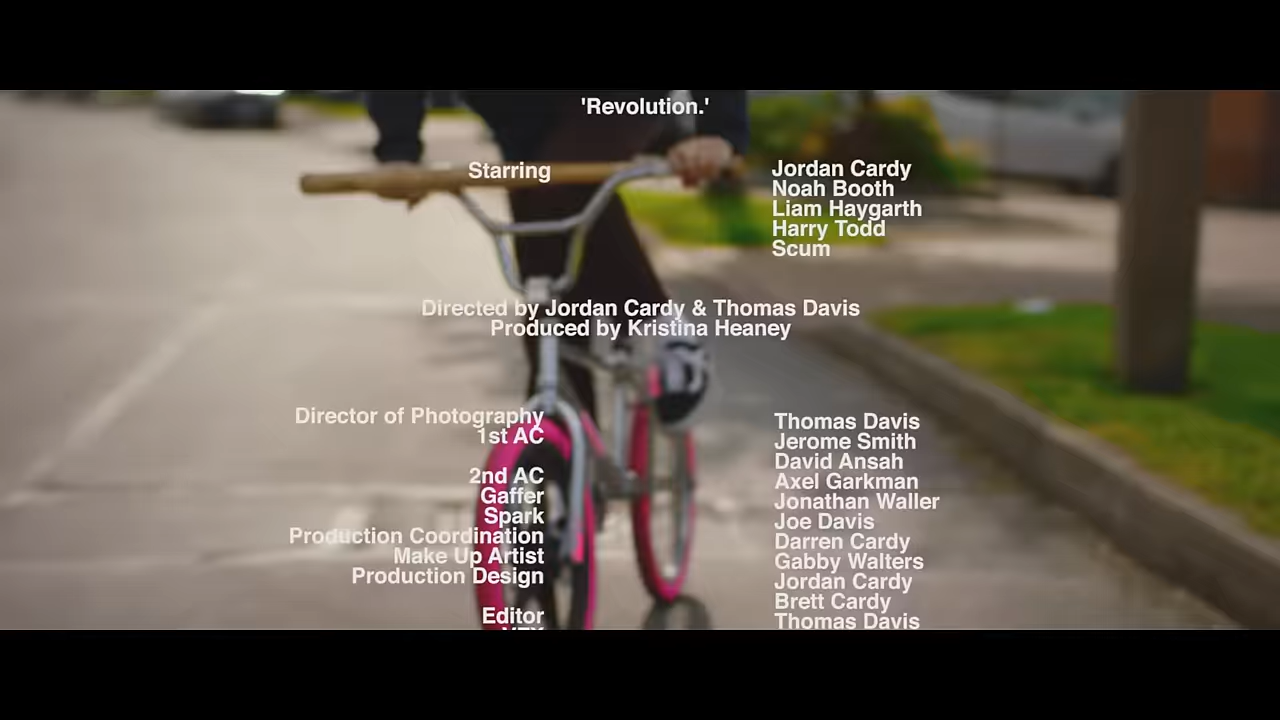 'Revolution.'
Starring
Jordan Cardy
Noah Booth
Liam Haygarth
Harry Todd
Scum
Directed by Jordan Cardy & Thomas Davis
Produced by Kristina Heaney
Director of Photography Thomas Davis
1st AC Jerome Smith
David Ansah
2nd AC Axel Garkman
Gaffer Jonathan Waller
Spark Joe Davis
Production Coordination Darren Cardy
Make Up Artist Gabby Walters
Production Design Jordan Cardy
Brett Cardy
Editor Thomas Davis
VFX